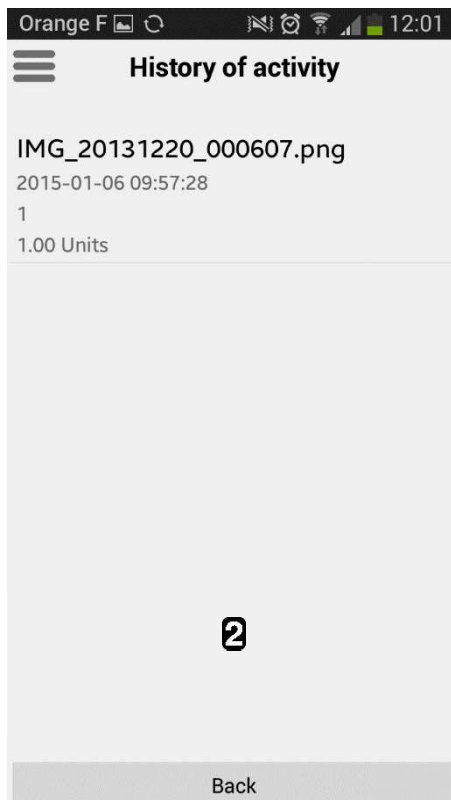 Orange F 12:01
History of activity
IMG_20131220_000607.png
2015-01-06 09:57:28
1
1.00 Units
2
Back